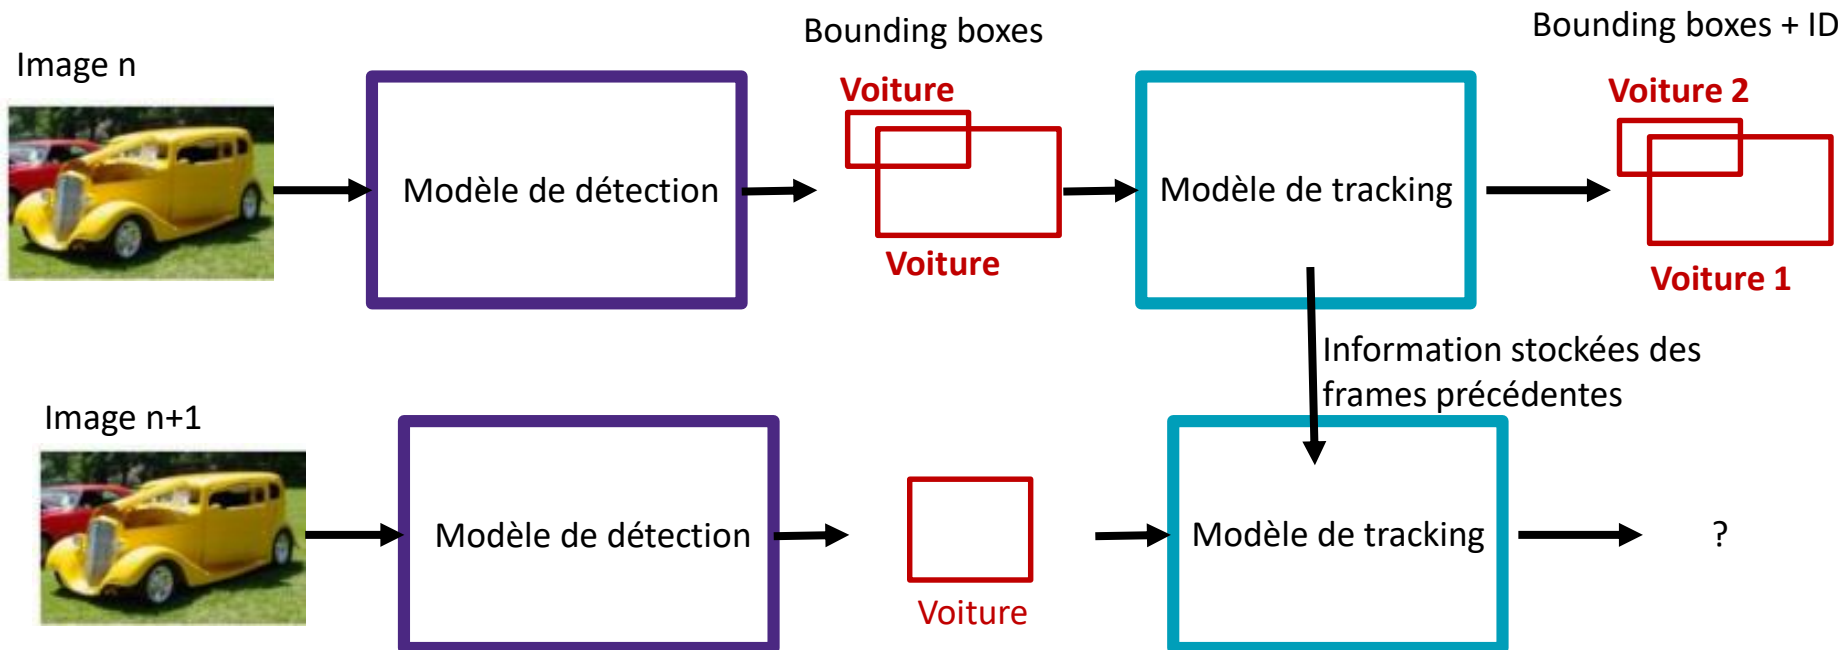 Image n
Bounding boxes
Bounding boxes + ID
Voiture
Voiture 2
Modèle de détection
Modèle de tracking
Voiture
Voiture 1
Information stockées des
frames précédentes
Image n+1
Modèle de détection
Modèle de tracking
?
Voiture